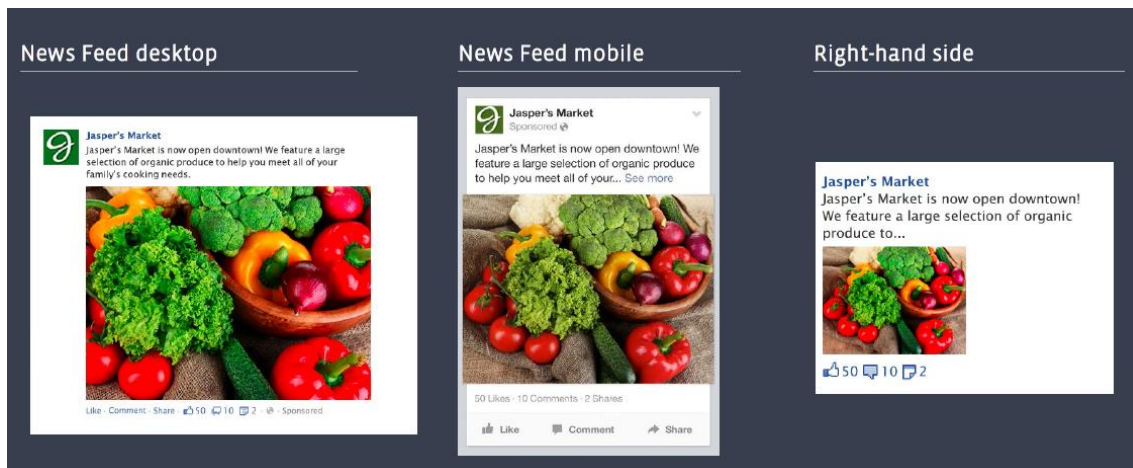 News Feed desktop
Jasper's Market
Jasper's Market is now open downtown! We feature a large
selection of organic produce to help you meet all of your
family's cooking needs.
Like · Comment · Share · 50 10 2 · Sponsored
News Feed mobile
Jasper's Market
Sponsored
Jasper's Market is now open downtown! We
feature a large selection of organic produce
to help you meet all of your... See more
50 Likes · 10 Comments · 2 Shares
Like Comment Share
Right-hand side
Jasper's Market
Jasper's Market is now open downtown!
We feature a large selection of organic
produce to...
50 10 2